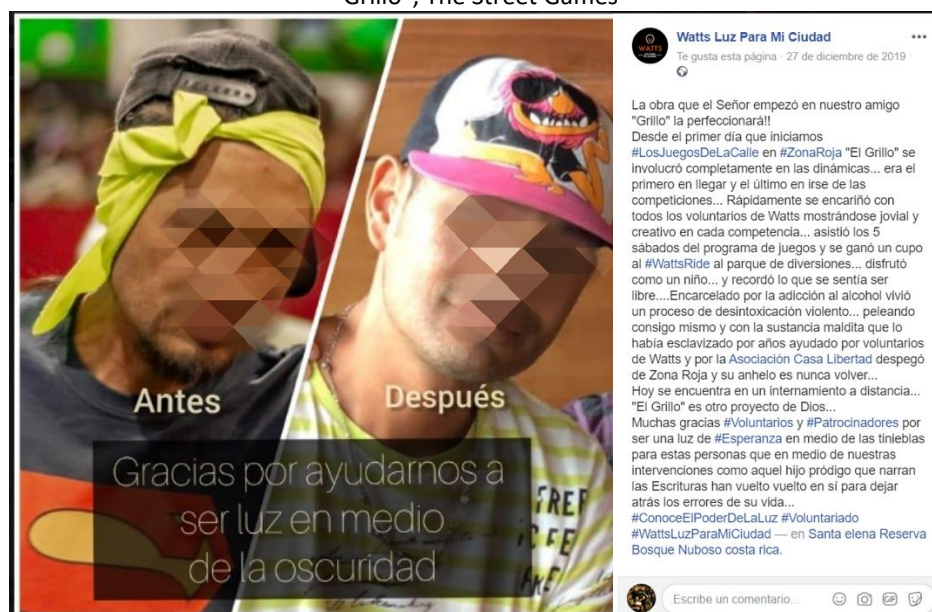 "Grillo", The Street Games
Watts Luz Para Mi Ciudad
Te gusta esta página · 27 de diciembre de 2019 ·
La obra que el Señor empezó en nuestro amigo
"Grillo" la perfeccionará!!
Desde el primer día que iniciamos
#LosJuegosDeLaCalle en #ZonaRoja "El Grillo" se
involucró completamente en las dinámicas... era el
primero en llegar y el último en irse de las
competiciones... Rápidamente se encariñó con
todos los voluntarios de Watts mostrándose jovial y
creativo en cada competencia... asistió los 5
sábados del programa de juegos y se ganó un cupo
al #WattsRide al parque de diversiones... disfrutó
como un niño... y recordó lo que se sentía ser
libre....Encarcelado por la adicción al alcohol vivió
un proceso de desintoxicación violento... peleando
consigo mismo y con la sustancia maldita que lo
había esclavizado por años ayudado por voluntarios
de Watts y por la Asociación Casa Libertad despegó
de Zona Roja y su anhelo es nunca volver...
Hoy se encuentra en un internamiento a distancia...
"El Grillo" es otro proyecto de Dios...
Muchas gracias #Voluntarios y #Patrocinadores por
ser una luz de #Esperanza en medio de las tinieblas
para estas personas que en medio de nuestras
intervenciones como aquel hijo pródigo que narran
las Escrituras han vuelto vuelto en sí para dejar
atrás los errores de su vida...
#ConoceElPoderDeLaLuz #Voluntariado
#WattsLuzParaMiCiudad — en Santa elena Reserva
Bosque Nuboso costa rica.
Escribe un comentario...
GIF
WATTS
Antes
Después
Gracias por ayudarnos a
ser luz en medio
de la oscuridad